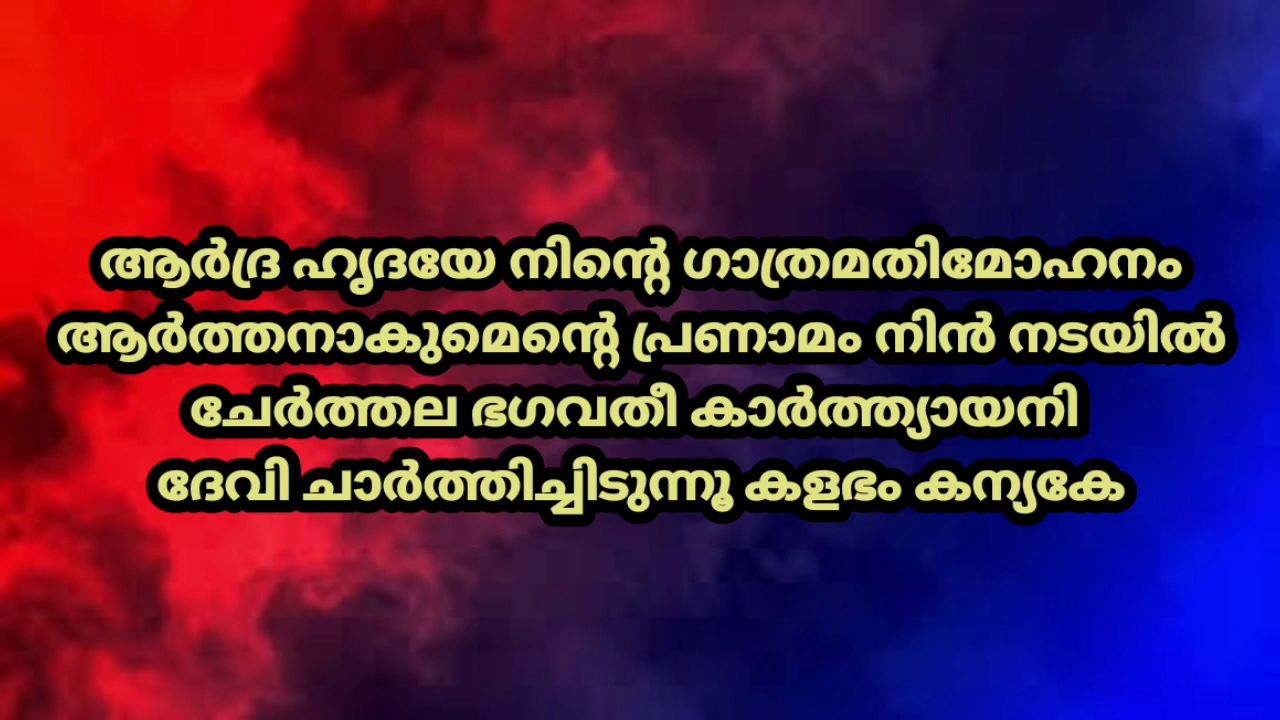 ആർദ്ര ഹൃദയേ നിന്റെ ഗാത്രമതിമോഹനം
ആർത്തനാകുമെന്റെ പ്രണാമം നിൻ നടയിൽ
ചേർത്തല ഭഗവതീ കാർത്ത്യായനി
ദേവി ചാർത്തിച്ചിടുന്നൂ കളഭം കന്യകേ